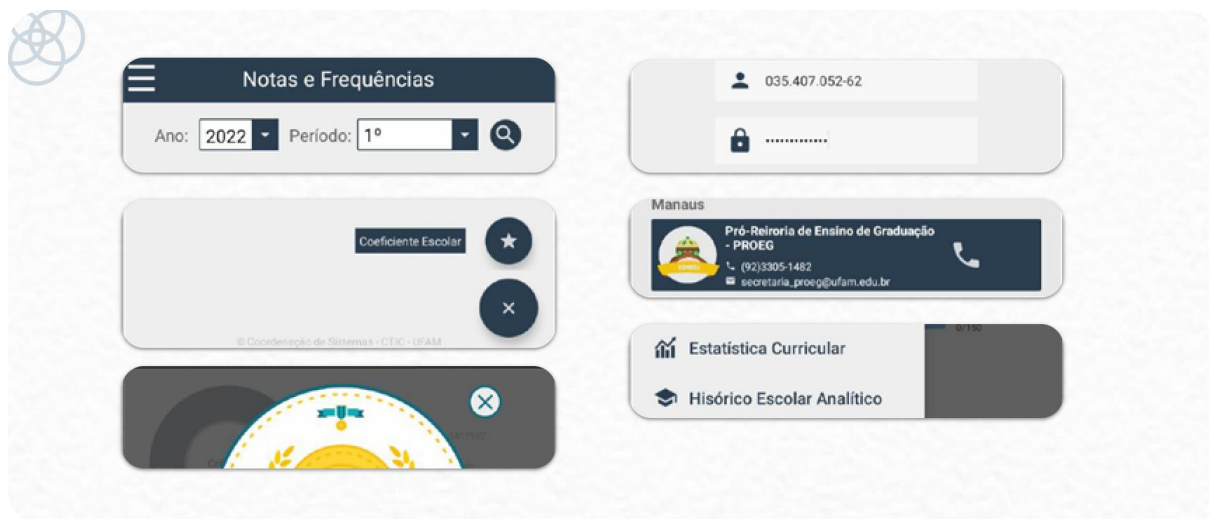 Notas e Frequências
Ano: 2022 Período: 1º
Coeficiente Escolar
© Coordenação de Sistemas - CTIC - UFAM
035.407.052-62
Manaus
Pró-Reiroria de Ensino de Graduação
- PROEG
(92)3305-1482
secretaria_proeg@ufam.edu.br
0/150
Estatística Curricular
Hisórico Escolar Analítico